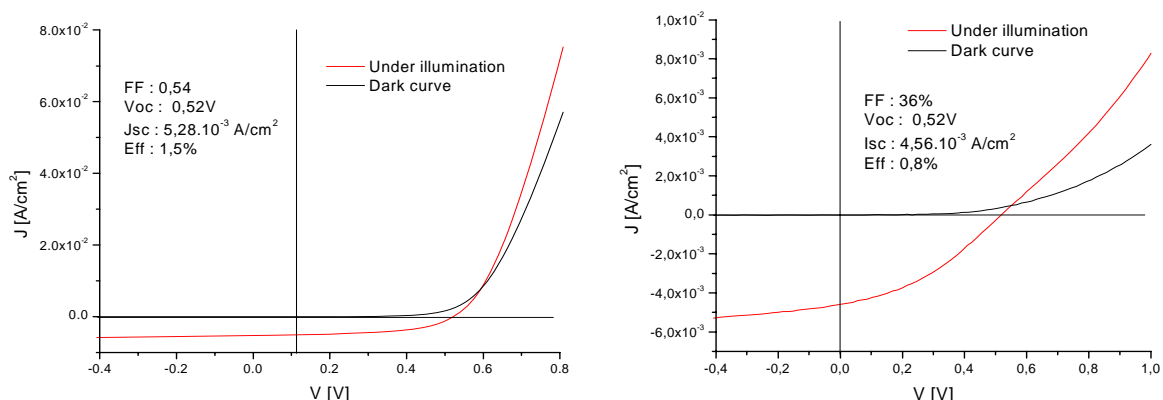 8.0x10⁻²
6.0x10⁻²
4.0x10⁻²
2.0x10⁻²
0.0
J [A/cm²]
Under illumination
Dark curve
FF : 0,54
Voc : 0,52V
Jsc : 5,28.10⁻³ A/cm²
Eff : 1,5%
-0.4 -0.2 0.0 0.2 0.4 0.6 0.8
V [V]
1,0x10⁻²
8,0x10⁻³
6,0x10⁻³
4,0x10⁻³
2,0x10⁻³
0,0
-2,0x10⁻³
-4,0x10⁻³
-6,0x10⁻³
J [A/cm²]
Under illumination
Dark curve
FF : 36%
Voc : 0,52V
Isc : 4,56.10⁻³ A/cm²
Eff : 0,8%
-0,4 -0,2 0,0 0,2 0,4 0,6 0,8 1,0
V [V]